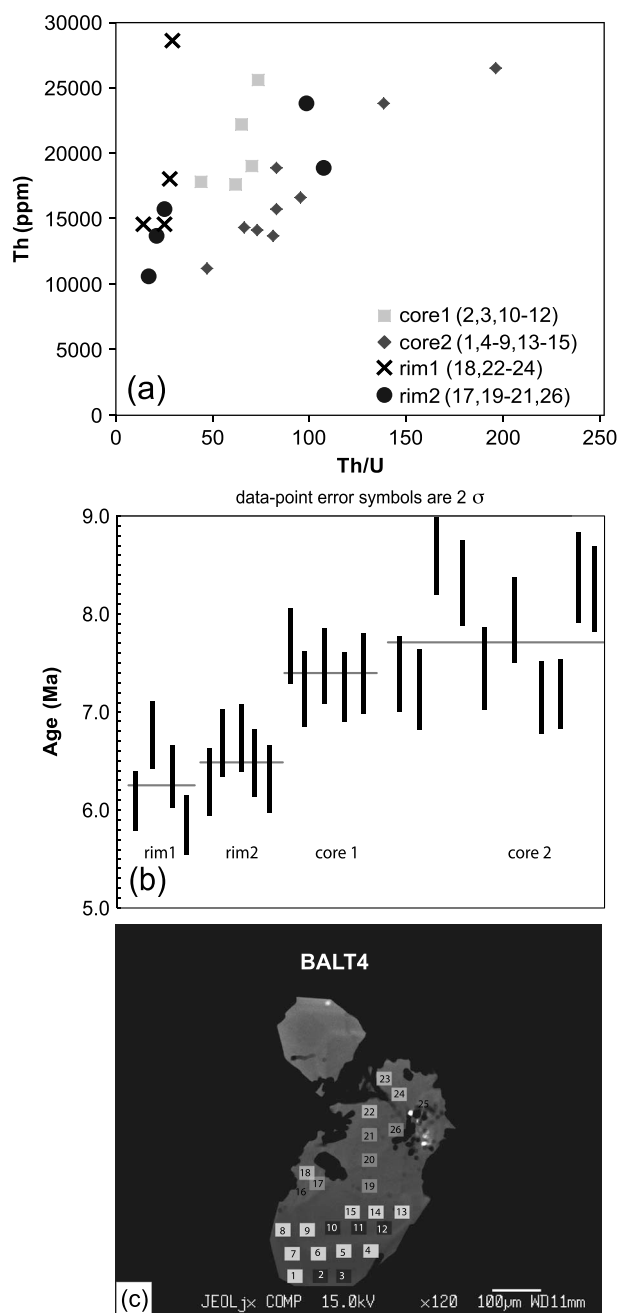 30000
25000
20000
15000
10000
5000
0
Th (ppm)
core1 (2,3,10-12)
core2 (1,4-9,13-15)
rim1 (18,22-24)
rim2 (17,19-21,26)
(a)
0 50 100 150 200 250
Th/U
data-point error symbols are 2 σ
9.0
8.0
7.0
6.0
5.0
Age (Ma)
rim1 rim2 core 1 core 2
(b)
BALT4
23
24
25
22
26
21
20
18
17
16
19
15 14 13
8 9 10 11 12
7 6 5 4
1 2 3
(c)
JEOLjx COMP 15.0kV ×120 100μm WD11mm